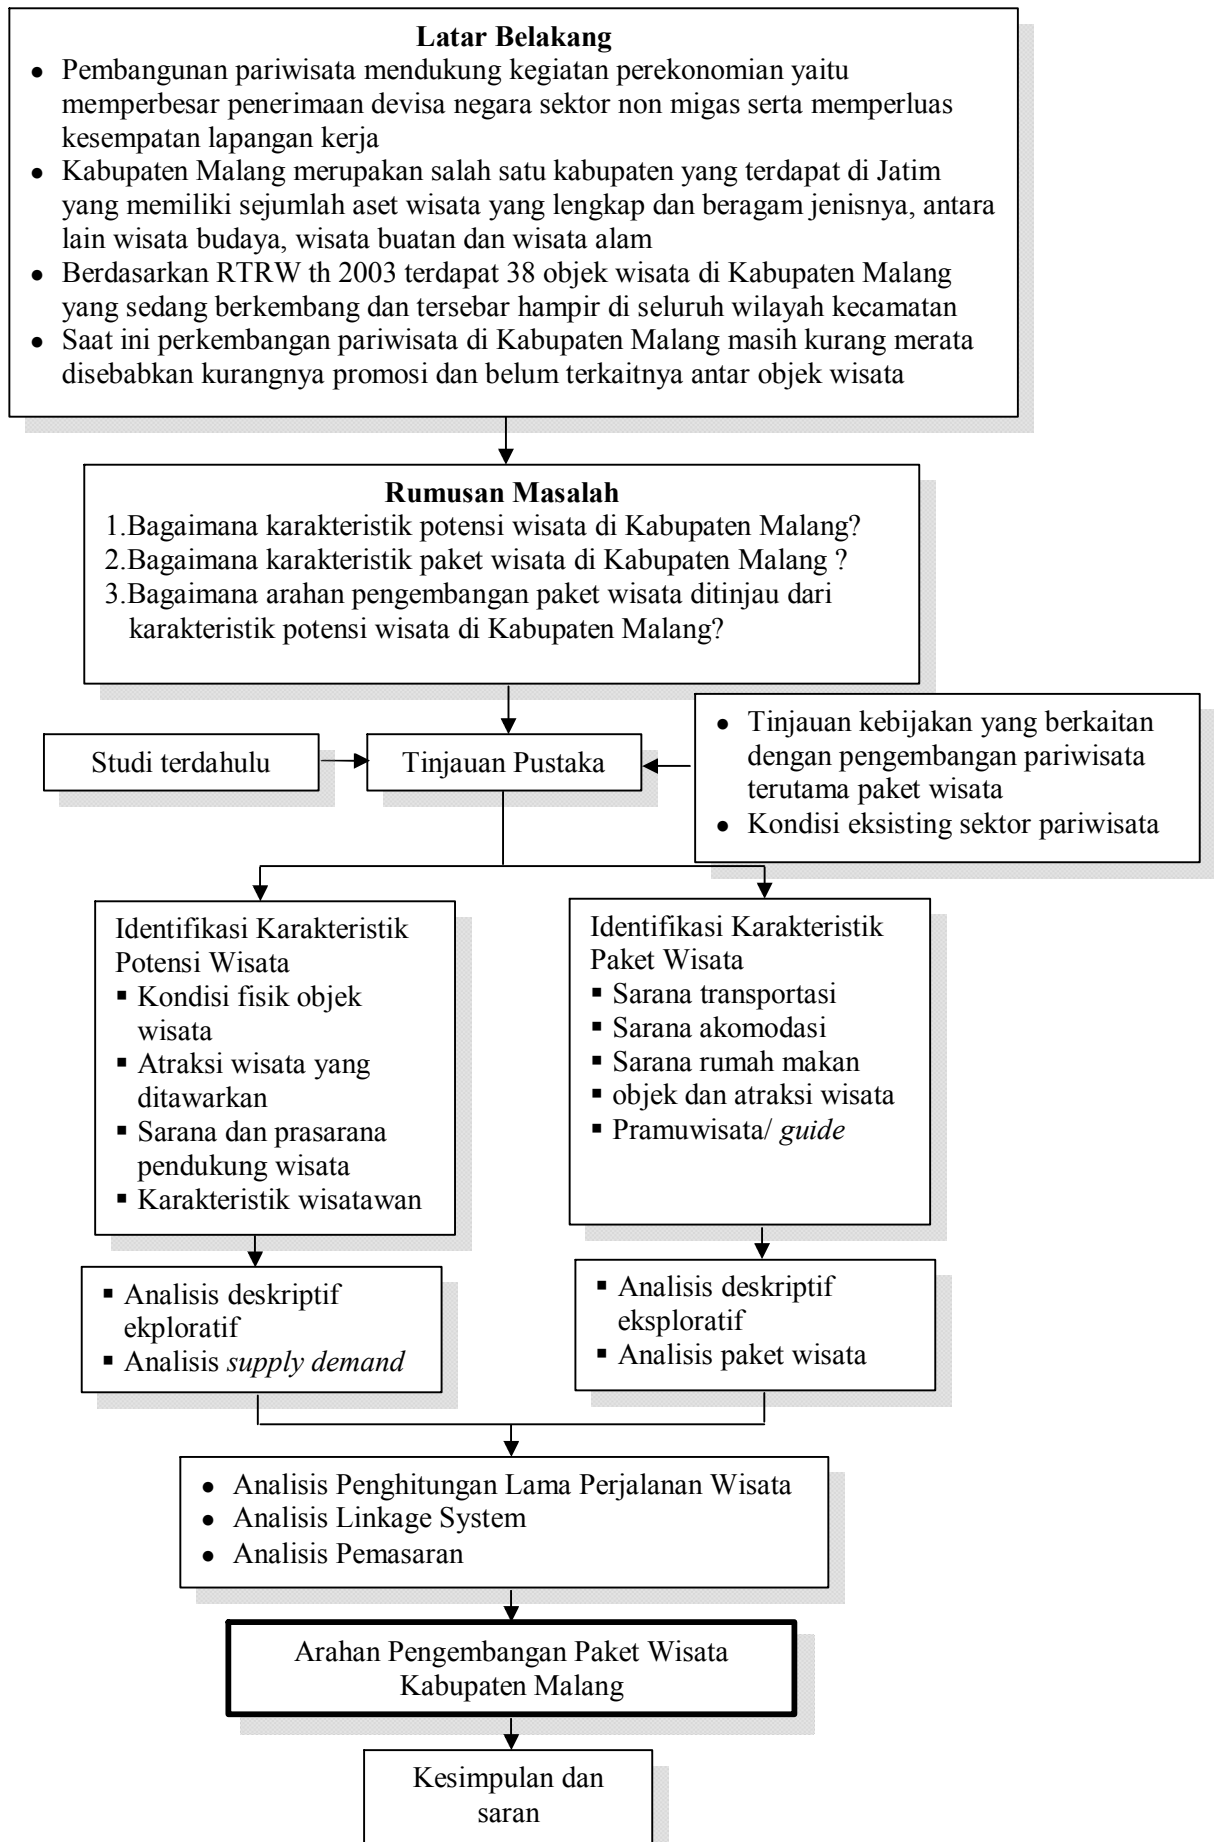 Latar Belakang
● Pembangunan pariwisata mendukung kegiatan perekonomian yaitu
memperbesar penerimaan devisa negara sektor non migas serta memperluas
kesempatan lapangan kerja
● Kabupaten Malang merupakan salah satu kabupaten yang terdapat di Jatim
yang memiliki sejumlah aset wisata yang lengkap dan beragam jenisnya, antara
lain wisata budaya, wisata buatan dan wisata alam
● Berdasarkan RTRW th 2003 terdapat 38 objek wisata di Kabupaten Malang
yang sedang berkembang dan tersebar hampir di seluruh wilayah kecamatan
● Saat ini perkembangan pariwisata di Kabupaten Malang masih kurang merata
disebabkan kurangnya promosi dan belum terkaitnya antar objek wisata
Rumusan Masalah
1.Bagaimana karakteristik potensi wisata di Kabupaten Malang?
2.Bagaimana karakteristik paket wisata di Kabupaten Malang ?
3.Bagaimana arahan pengembangan paket wisata ditinjau dari
karakteristik potensi wisata di Kabupaten Malang?
Studi terdahulu
Tinjauan Pustaka
● Tinjauan kebijakan yang berkaitan
dengan pengembangan pariwisata
terutama paket wisata
● Kondisi eksisting sektor pariwisata
Identifikasi Karakteristik
Potensi Wisata
▪ Kondisi fisik objek
wisata
▪ Atraksi wisata yang
ditawarkan
▪ Sarana dan prasarana
pendukung wisata
▪ Karakteristik wisatawan
Identifikasi Karakteristik
Paket Wisata
▪ Sarana transportasi
▪ Sarana akomodasi
▪ Sarana rumah makan
▪ objek dan atraksi wisata
▪ Pramuwisata/ guide
▪ Analisis deskriptif
ekploratif
▪ Analisis supply demand
▪ Analisis deskriptif
eksploratif
▪ Analisis paket wisata
● Analisis Penghitungan Lama Perjalanan Wisata
● Analisis Linkage System
● Analisis Pemasaran
Arahan Pengembangan Paket Wisata
Kabupaten Malang
Kesimpulan dan
saran